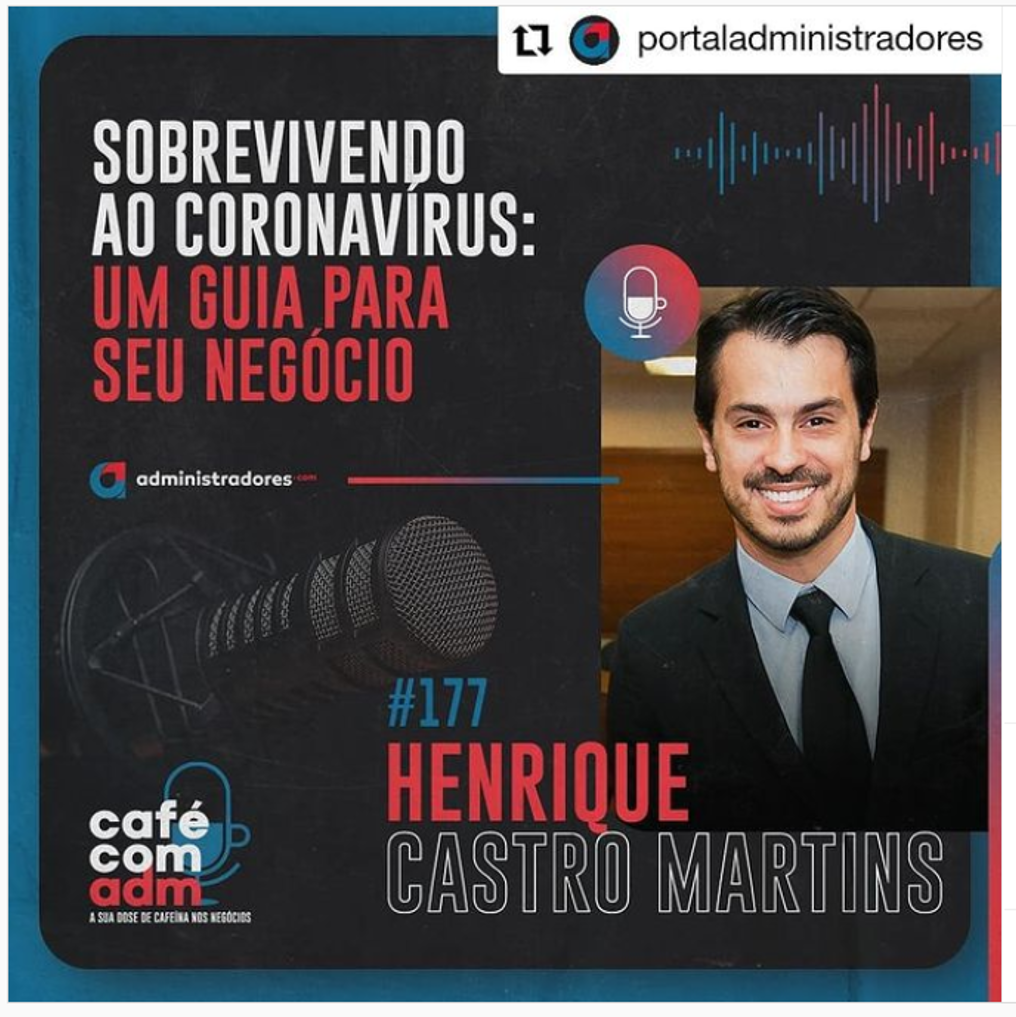 portaladministradores
SOBREVIVENDO
AO CORONAVÍRUS:
UM GUIA PARA
SEU NEGÓCIO
administradores.com
#177
HENRIQUE
CASTRO MARTINS
café
com
adm
A SUA DOSE DE CAFEÍNA NOS NEGÓCIOS